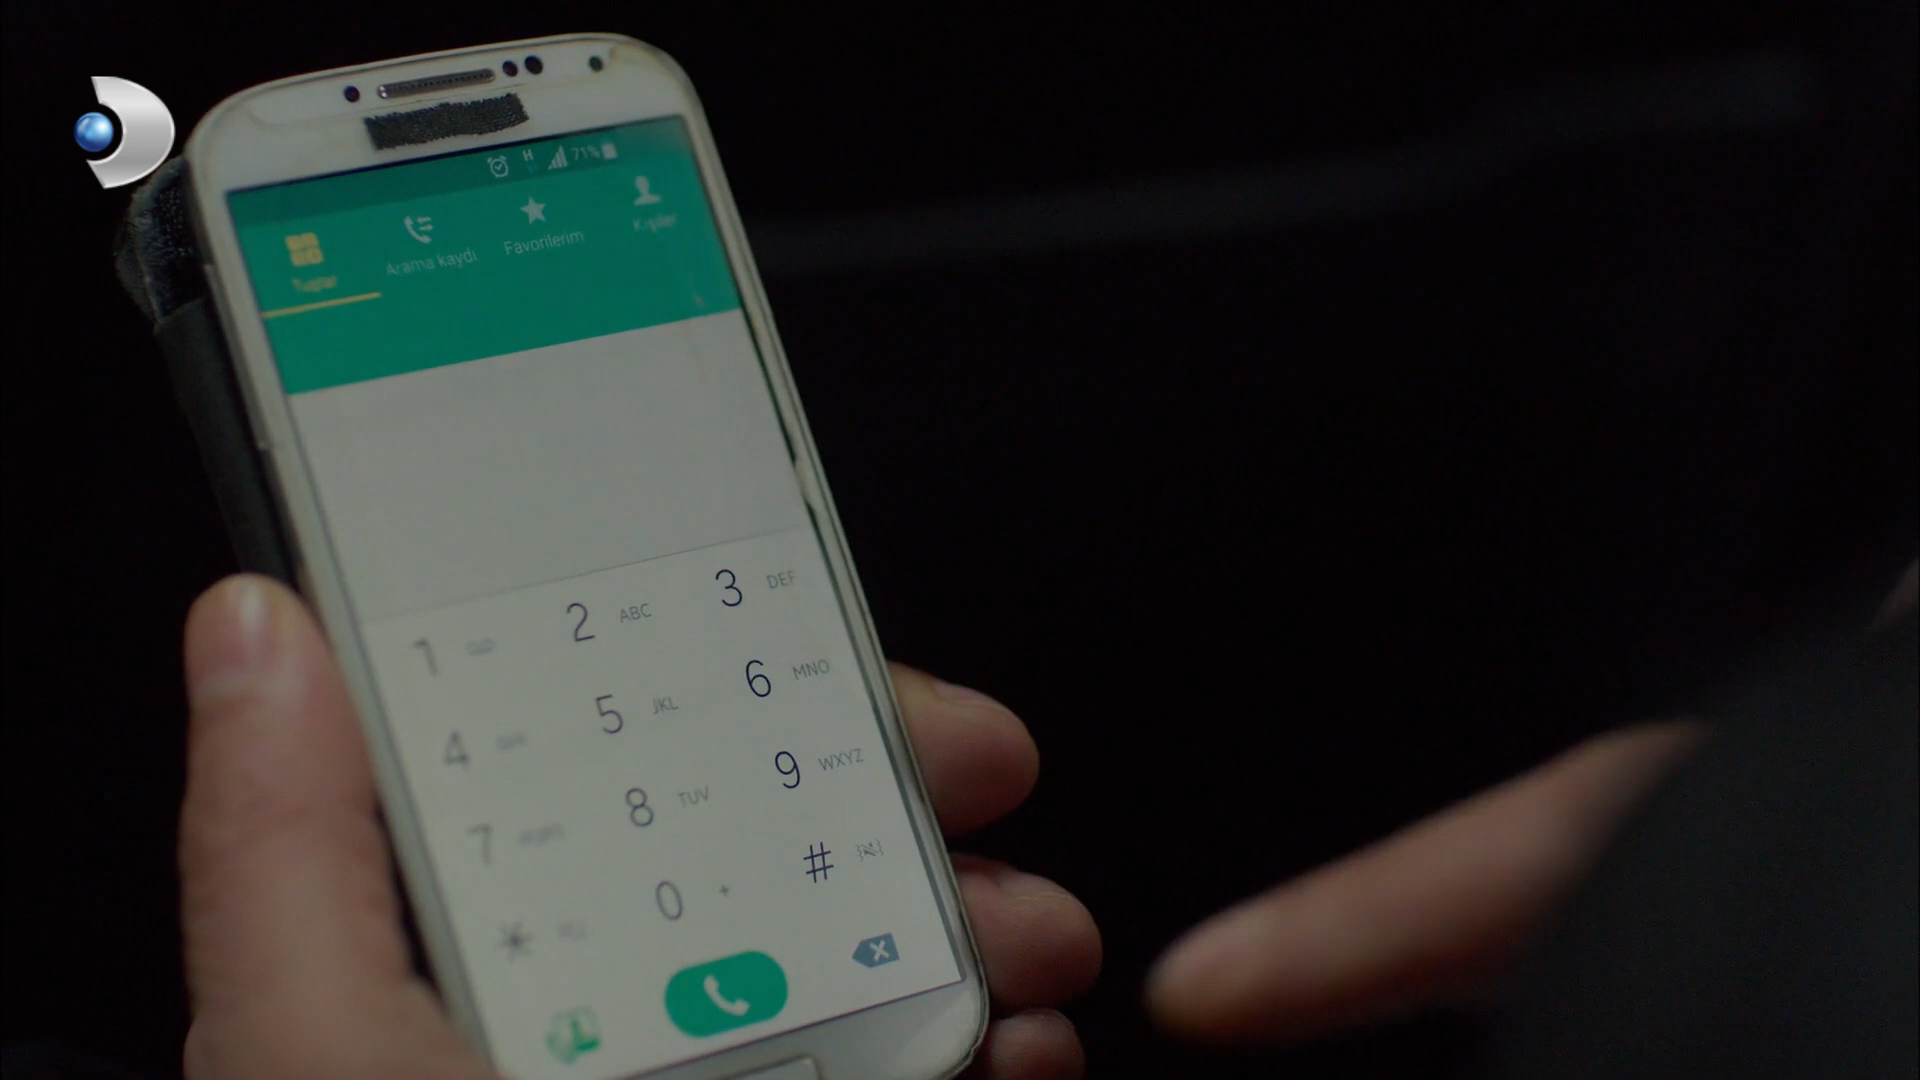 H 71%
Tuşlar Arama kaydı Favorilerim Kişiler
1 2 ABC 3 DEF
4 5 JKL 6 MNO
7 8 TUV 9 WXYZ
* 0 + #